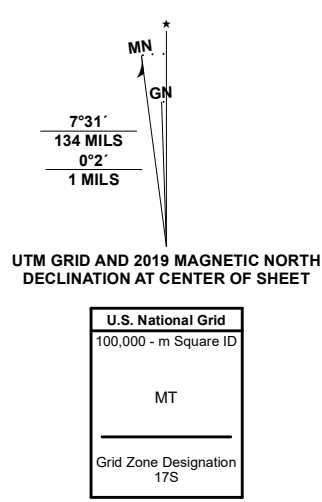 MN
GN
7°31´
134 MILS
0°2´
1 MILS
UTM GRID AND 2019 MAGNETIC NORTH
DECLINATION AT CENTER OF SHEET
U.S. National Grid
100,000 - m Square ID
MT
Grid Zone Designation
17S